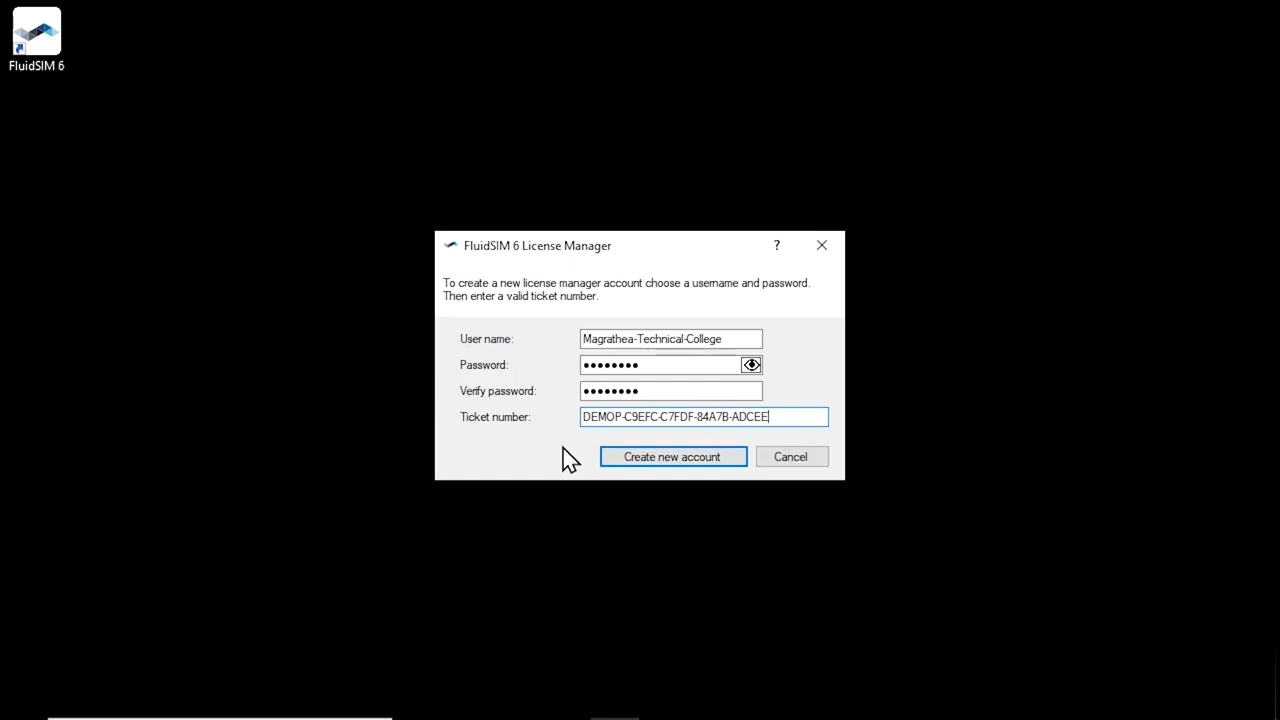 FluidSIM 6
FluidSIM 6 License Manager
?
To create a new license manager account choose a username and password.
Then enter a valid ticket number.
User name: Magrathea-Technical-College
Password: ●●●●●●●●
Verify password: ●●●●●●●●
Ticket number: DEMOP-C9EFC-C7FDF-84A7B-ADCEE
Create new account Cancel